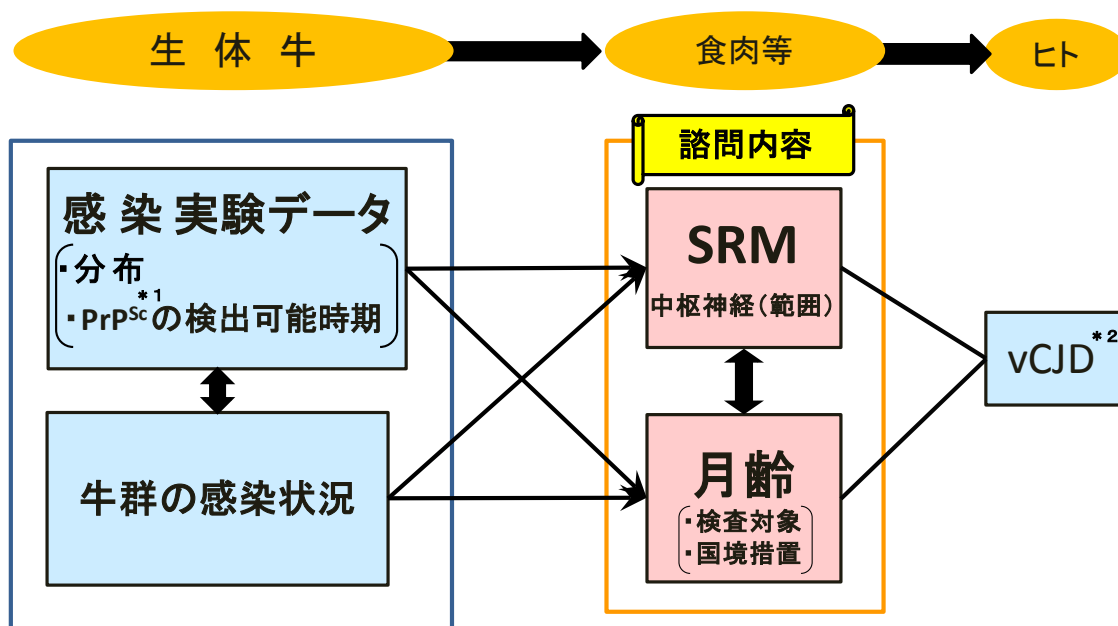 生 体 牛
食肉等
ヒト
諮問内容
感 染 実験データ
・分 布
・PrPSc*1の検出可能時期
牛群の感染状況
SRM
中枢神経(範囲)
月齢
・検査対象
・国境措置
vCJD*2